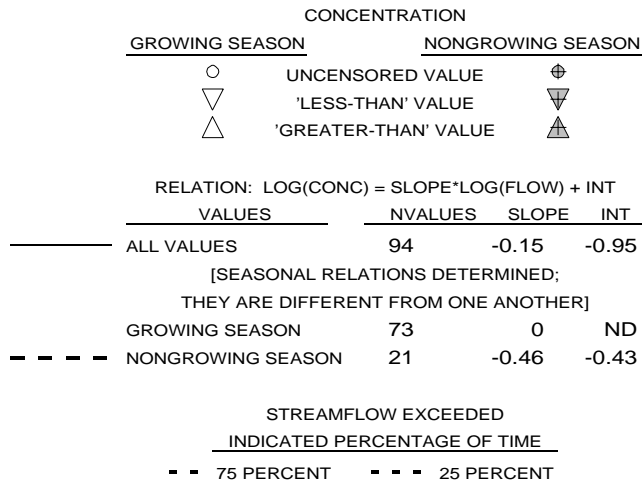 CONCENTRATION
GROWING SEASON NONGROWING SEASON
UNCENSORED VALUE
'LESS-THAN' VALUE
'GREATER-THAN' VALUE
RELATION: LOG(CONC) = SLOPE*LOG(FLOW) + INT
VALUES NVALUES SLOPE INT
ALL VALUES 94 -0.15 -0.95
[SEASONAL RELATIONS DETERMINED;
THEY ARE DIFFERENT FROM ONE ANOTHER]
GROWING SEASON 73 0 ND
NONGROWING SEASON 21 -0.46 -0.43
STREAMFLOW EXCEEDED
INDICATED PERCENTAGE OF TIME
75 PERCENT 25 PERCENT